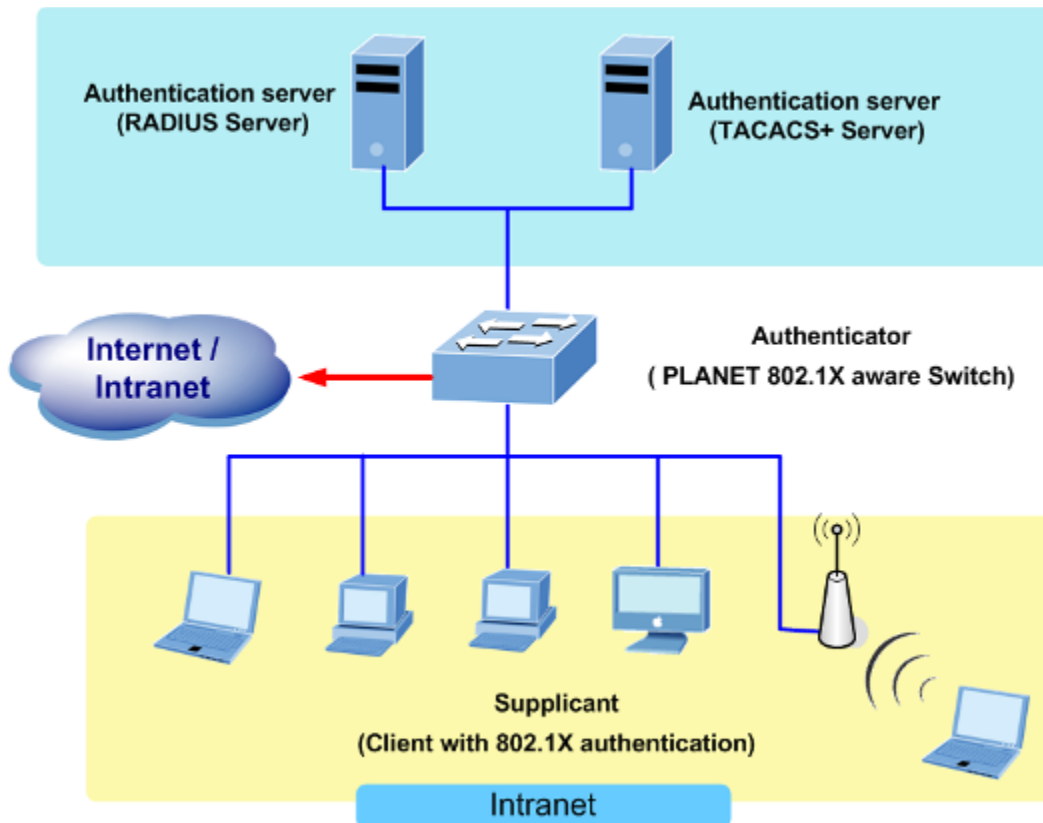 Authentication server
(RADIUS Server)
Authentication server
(TACACS+ Server)
Internet /
Intranet
Authenticator
( PLANET 802.1X aware Switch)
Supplicant
(Client with 802.1X authentication)
Intranet